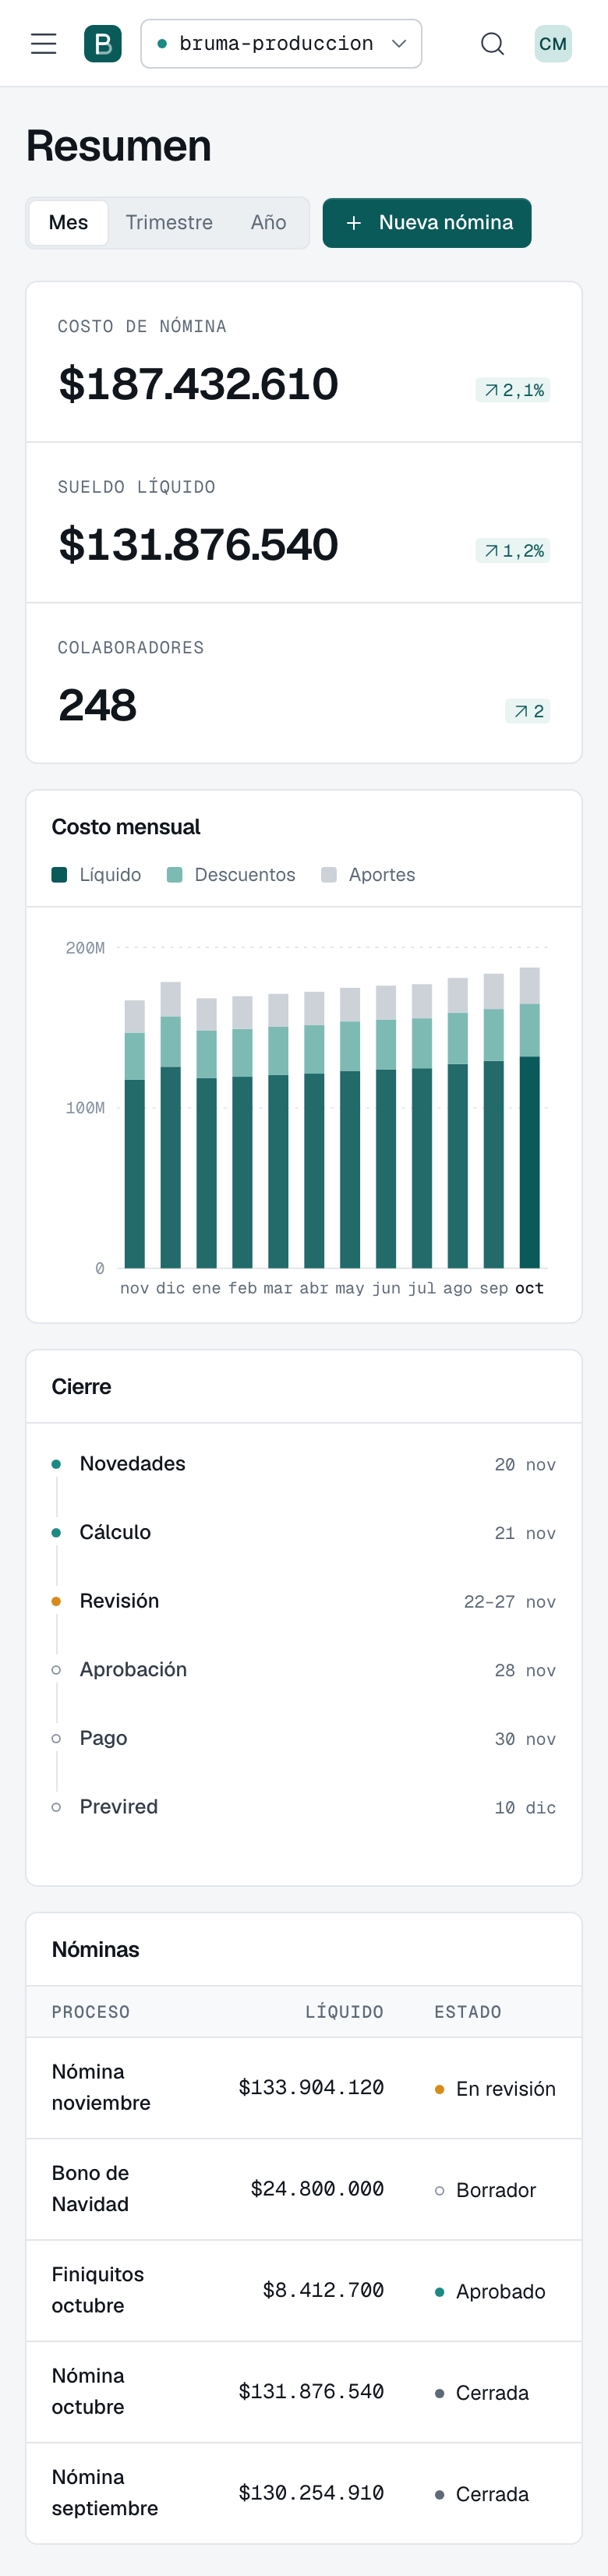 B
bruma-produccion
CM
Resumen
Mes Trimestre Año
Nueva nómina
COSTO DE NÓMINA
$187.432.610
2,1%
SUELDO LÍQUIDO
$131.876.540
1,2%
COLABORADORES
248
2
Costo mensual
Líquido Descuentos Aportes
200M
100M
0
nov dic ene feb mar abr may jun jul ago sep oct
Cierre
Novedades 20 nov
Cálculo 21 nov
Revisión 22–27 nov
Aprobación 28 nov
Pago 30 nov
Previred 10 dic
Nóminas
PROCESO LÍQUIDO ESTADO
Nómina
noviembre
$133.904.120
En revisión
Bono de
Navidad
$24.800.000
Borrador
Finiquitos
octubre
$8.412.700
Aprobado
Nómina
octubre
$131.876.540
Cerrada
Nómina
septiembre
$130.254.910
Cerrada